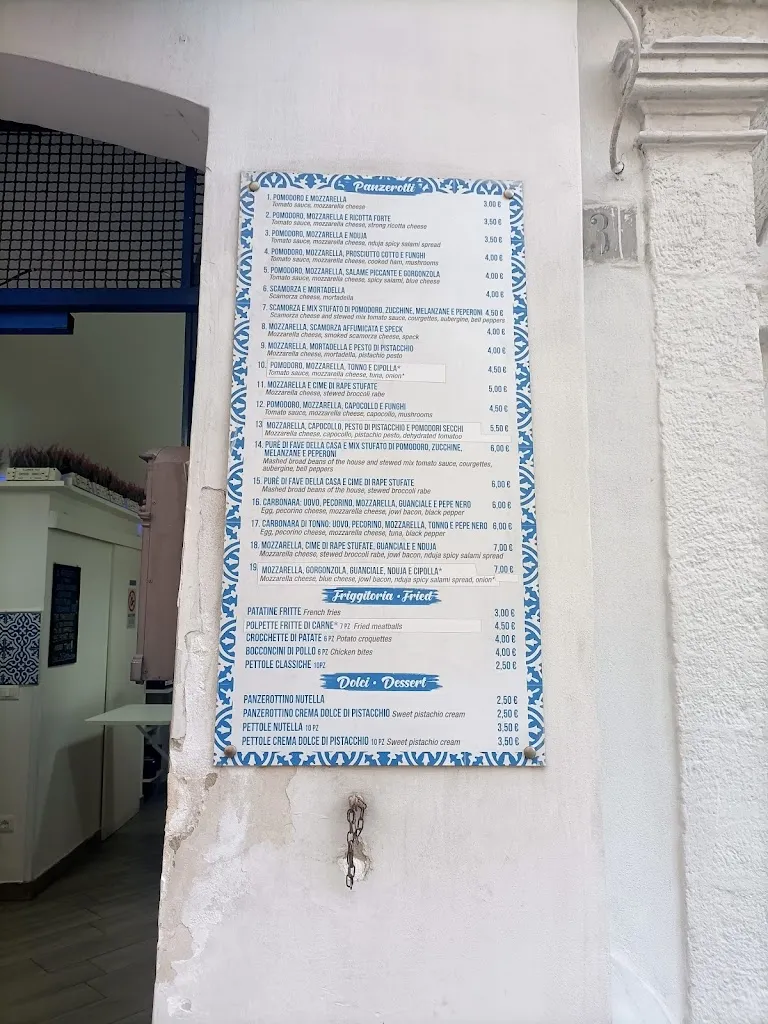 Panzerotti
1. POMODORO E MOZZARELLA 3,00 €
Tomato sauce, mozzarella cheese
2. POMODORO, MOZZARELLA E RICOTTA FORTE 3,50 €
Tomato sauce, mozzarella cheese, strong ricotta cheese
3. POMODORO, MOZZARELLA E NDUJA 3,50 €
Tomato sauce, mozzarella cheese, nduja spicy salami spread
4. POMODORO, MOZZARELLA, PROSCIUTTO COTTO E FUNGHI 4,00 €
Tomato sauce, mozzarella cheese, cooked ham, mushrooms
5. POMODORO, MOZZARELLA, SALAME PICCANTE E GORGONZOLA 4,00 €
Tomato sauce, mozzarella cheese, spicy salami, blue cheese
6. SCAMORZA E MORTADELLA 4,00 €
Scamorza cheese, mortadella
7. SCAMORZA E MIX STUFATO DI POMODORO, ZUCCHINE, MELANZANE E PEPERONI 4,50 €
Scamorza cheese and stewed mix tomato sauce, courgettes, aubergine, bell peppers
8. MOZZARELLA, SCAMORZA AFFUMICATA E SPECK 4,00 €
Mozzarella cheese, smoked scamorza cheese, speck
9. MOZZARELLA, MORTADELLA E PESTO DI PISTACCHIO 4,00 €
Mozzarella cheese, mortadella, pistachio pesto
10. POMODORO, MOZZARELLA, TONNO E CIPOLLA* 4,50 €
Tomato sauce, mozzarella cheese, tuna, onion*
11. MOZZARELLA E CIME DI RAPE STUFATE 5,00 €
Mozzarella cheese, stewed broccoli rabe
12. POMODORO, MOZZARELLA, CAPOCOLLO E FUNGHI 4,50 €
Tomato sauce, mozzarella cheese, capocollo, mushrooms
13 MOZZARELLA, CAPOCOLLO, PESTO DI PISTACCHIO E POMODORI SECCHI 5,50 €
Mozzarella cheese, capocollo, pistachio pesto, dehydrated tomatoo
14. PURÈ DI FAVE DELLA CASA E MIX STUFATO DI POMODORO, ZUCCHINE, 6,00 €
MELANZANE E PEPERONI
Mashed broad beans of the house and stewed mix tomato sauce, courgettes,
aubergine, bell peppers
15. PURÈ DI FAVE DELLA CASA E CIME DI RAPE STUFATE 6,00 €
Mashed broad beans of the house, stewed broccoli rabe
16. CARBONARA: UOVO, PECORINO, MOZZARELLA, GUANCIALE E PEPE NERO 6,00 €
Egg, pecorino cheese, mozzarella cheese, jowl bacon, black pepper
17. CARBONARA DI TONNO: UOVO, PECORINO, MOZZARELLA, TONNO E PEPE NERO 6,00 €
Egg, pecorino cheese, mozzarella cheese, tuna, black pepper
18. MOZZARELLA, CIME DI RAPE STUFATE, GUANCIALE E NDUJA 7,00 €
Mozzarella cheese, stewed broccoli rabe, jowl bacon, nduja spicy salami spread
19 MOZZARELLA, GORGONZOLA, GUANCIALE, NDUJA E CIPOLLA* 7,00 €
Mozzarella cheese, blue cheese, jowl bacon, nduja spicy salami spread, onion*
Friggitoria • Fried
PATATINE FRITTE French fries 3,00 €
POLPETTE FRITTE DI CARNE* 7 PZ Fried meatballs 4,50 €
CROCCHETTE DI PATATE 6 PZ Potato croquettes 4,00 €
BOCCONCINI DI POLLO 6 PZ Chicken bites 4,00 €
PETTOLE CLASSICHE 10PZ 2,50 €
Dolci • Dessert
PANZEROTTINO NUTELLA 2,50 €
PANZEROTTINO CREMA DOLCE DI PISTACCHIO Sweet pistachio cream 2,50 €
PETTOLE NUTELLA 10 PZ 3,50 €
PETTOLE CREMA DOLCE DI PISTACCHIO 10 PZ Sweet pistachio cream 3,50 €
3